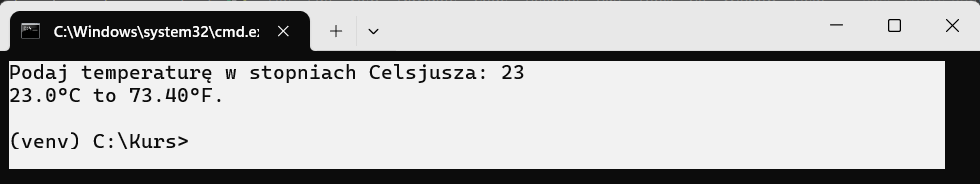 C:\Windows\system32\cmd.e
Podaj temperaturę w stopniach Celsjusza: 23
23.0°C to 73.40°F.
(venv) C:\Kurs>